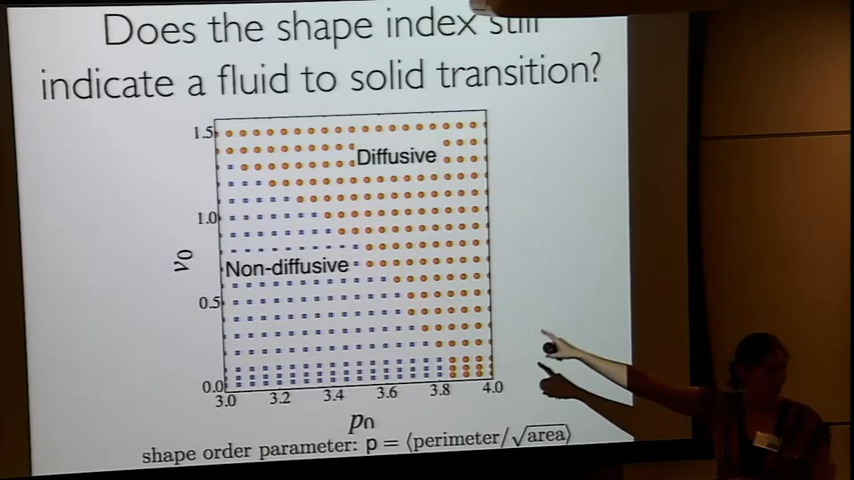 Does the shape index still
indicate a fluid to solid transition?
1.5
Diffusive
1.0
v0
Non-diffusive
0.5
0.0
3.0 3.2 3.4 3.6 3.8 4.0
p0
shape order parameter: p = ⟨perimeter/√area⟩